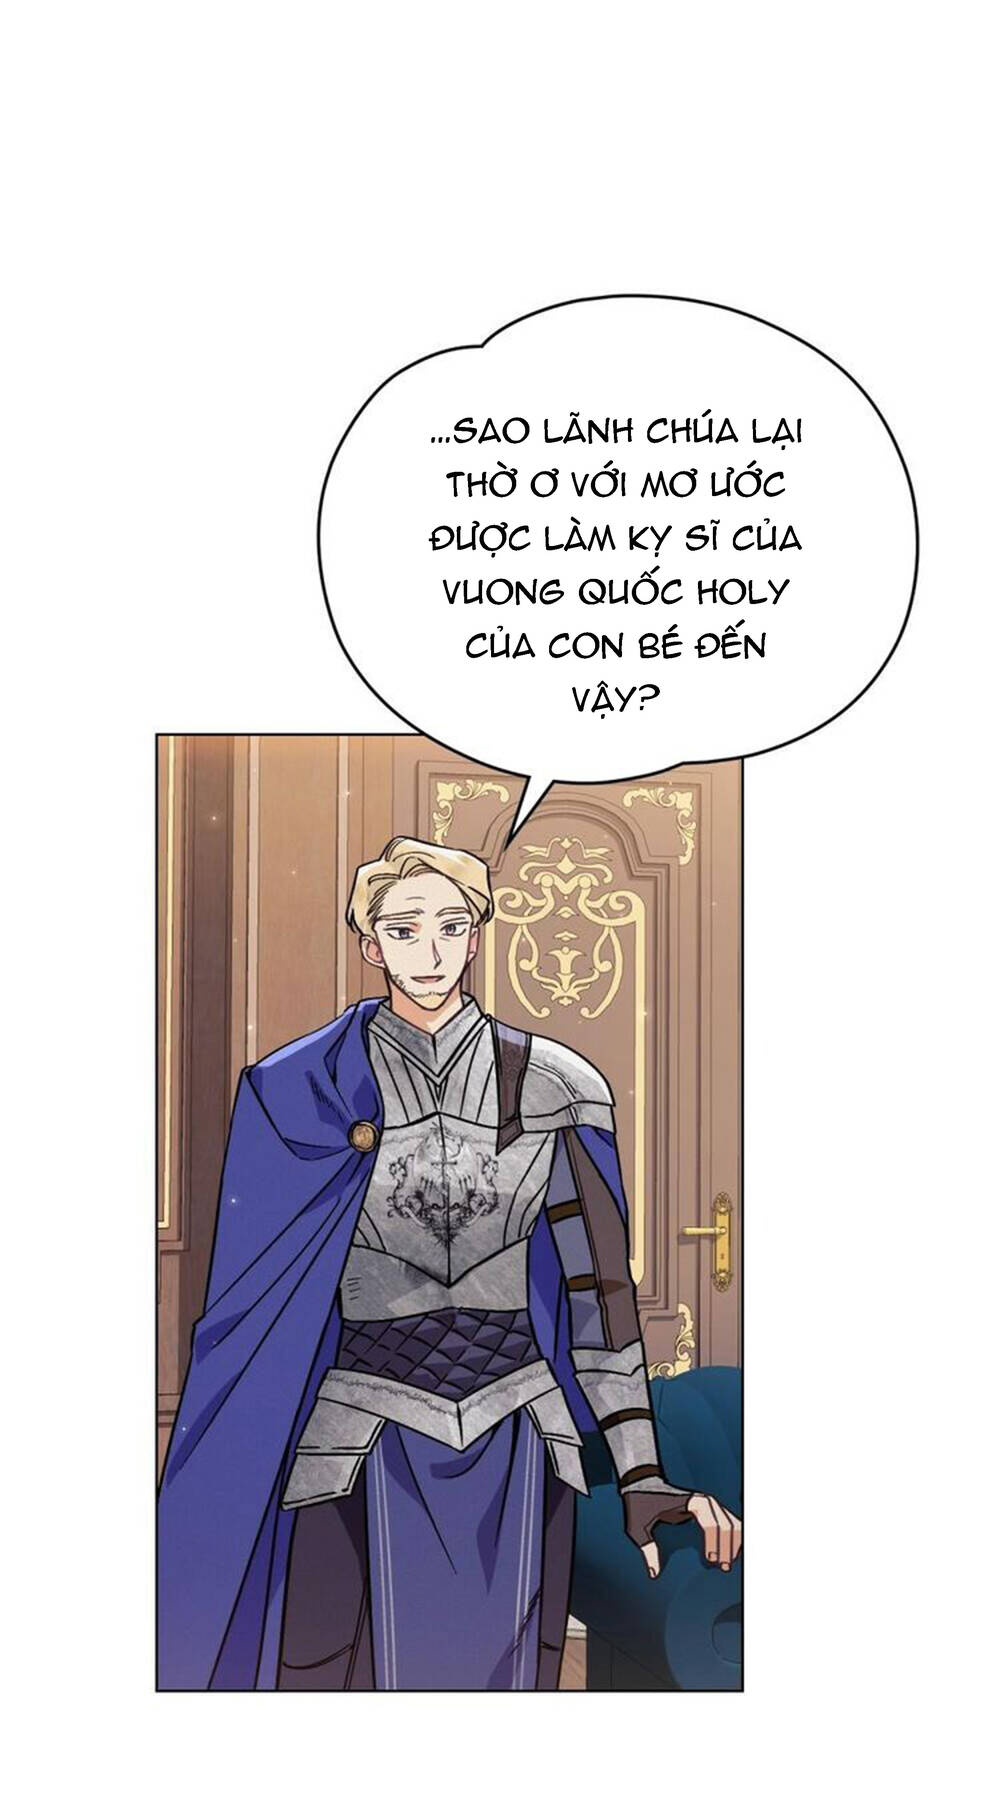 ...SAO LÃNH CHÚA LẠI
THỜ Ơ VỚI MƠ ƯỚC
ĐƯỢC LÀM KỴ SĨ CỦA
VUONG QUỐC HOLY
CỦA CON BÉ ĐẾN
VẬY?